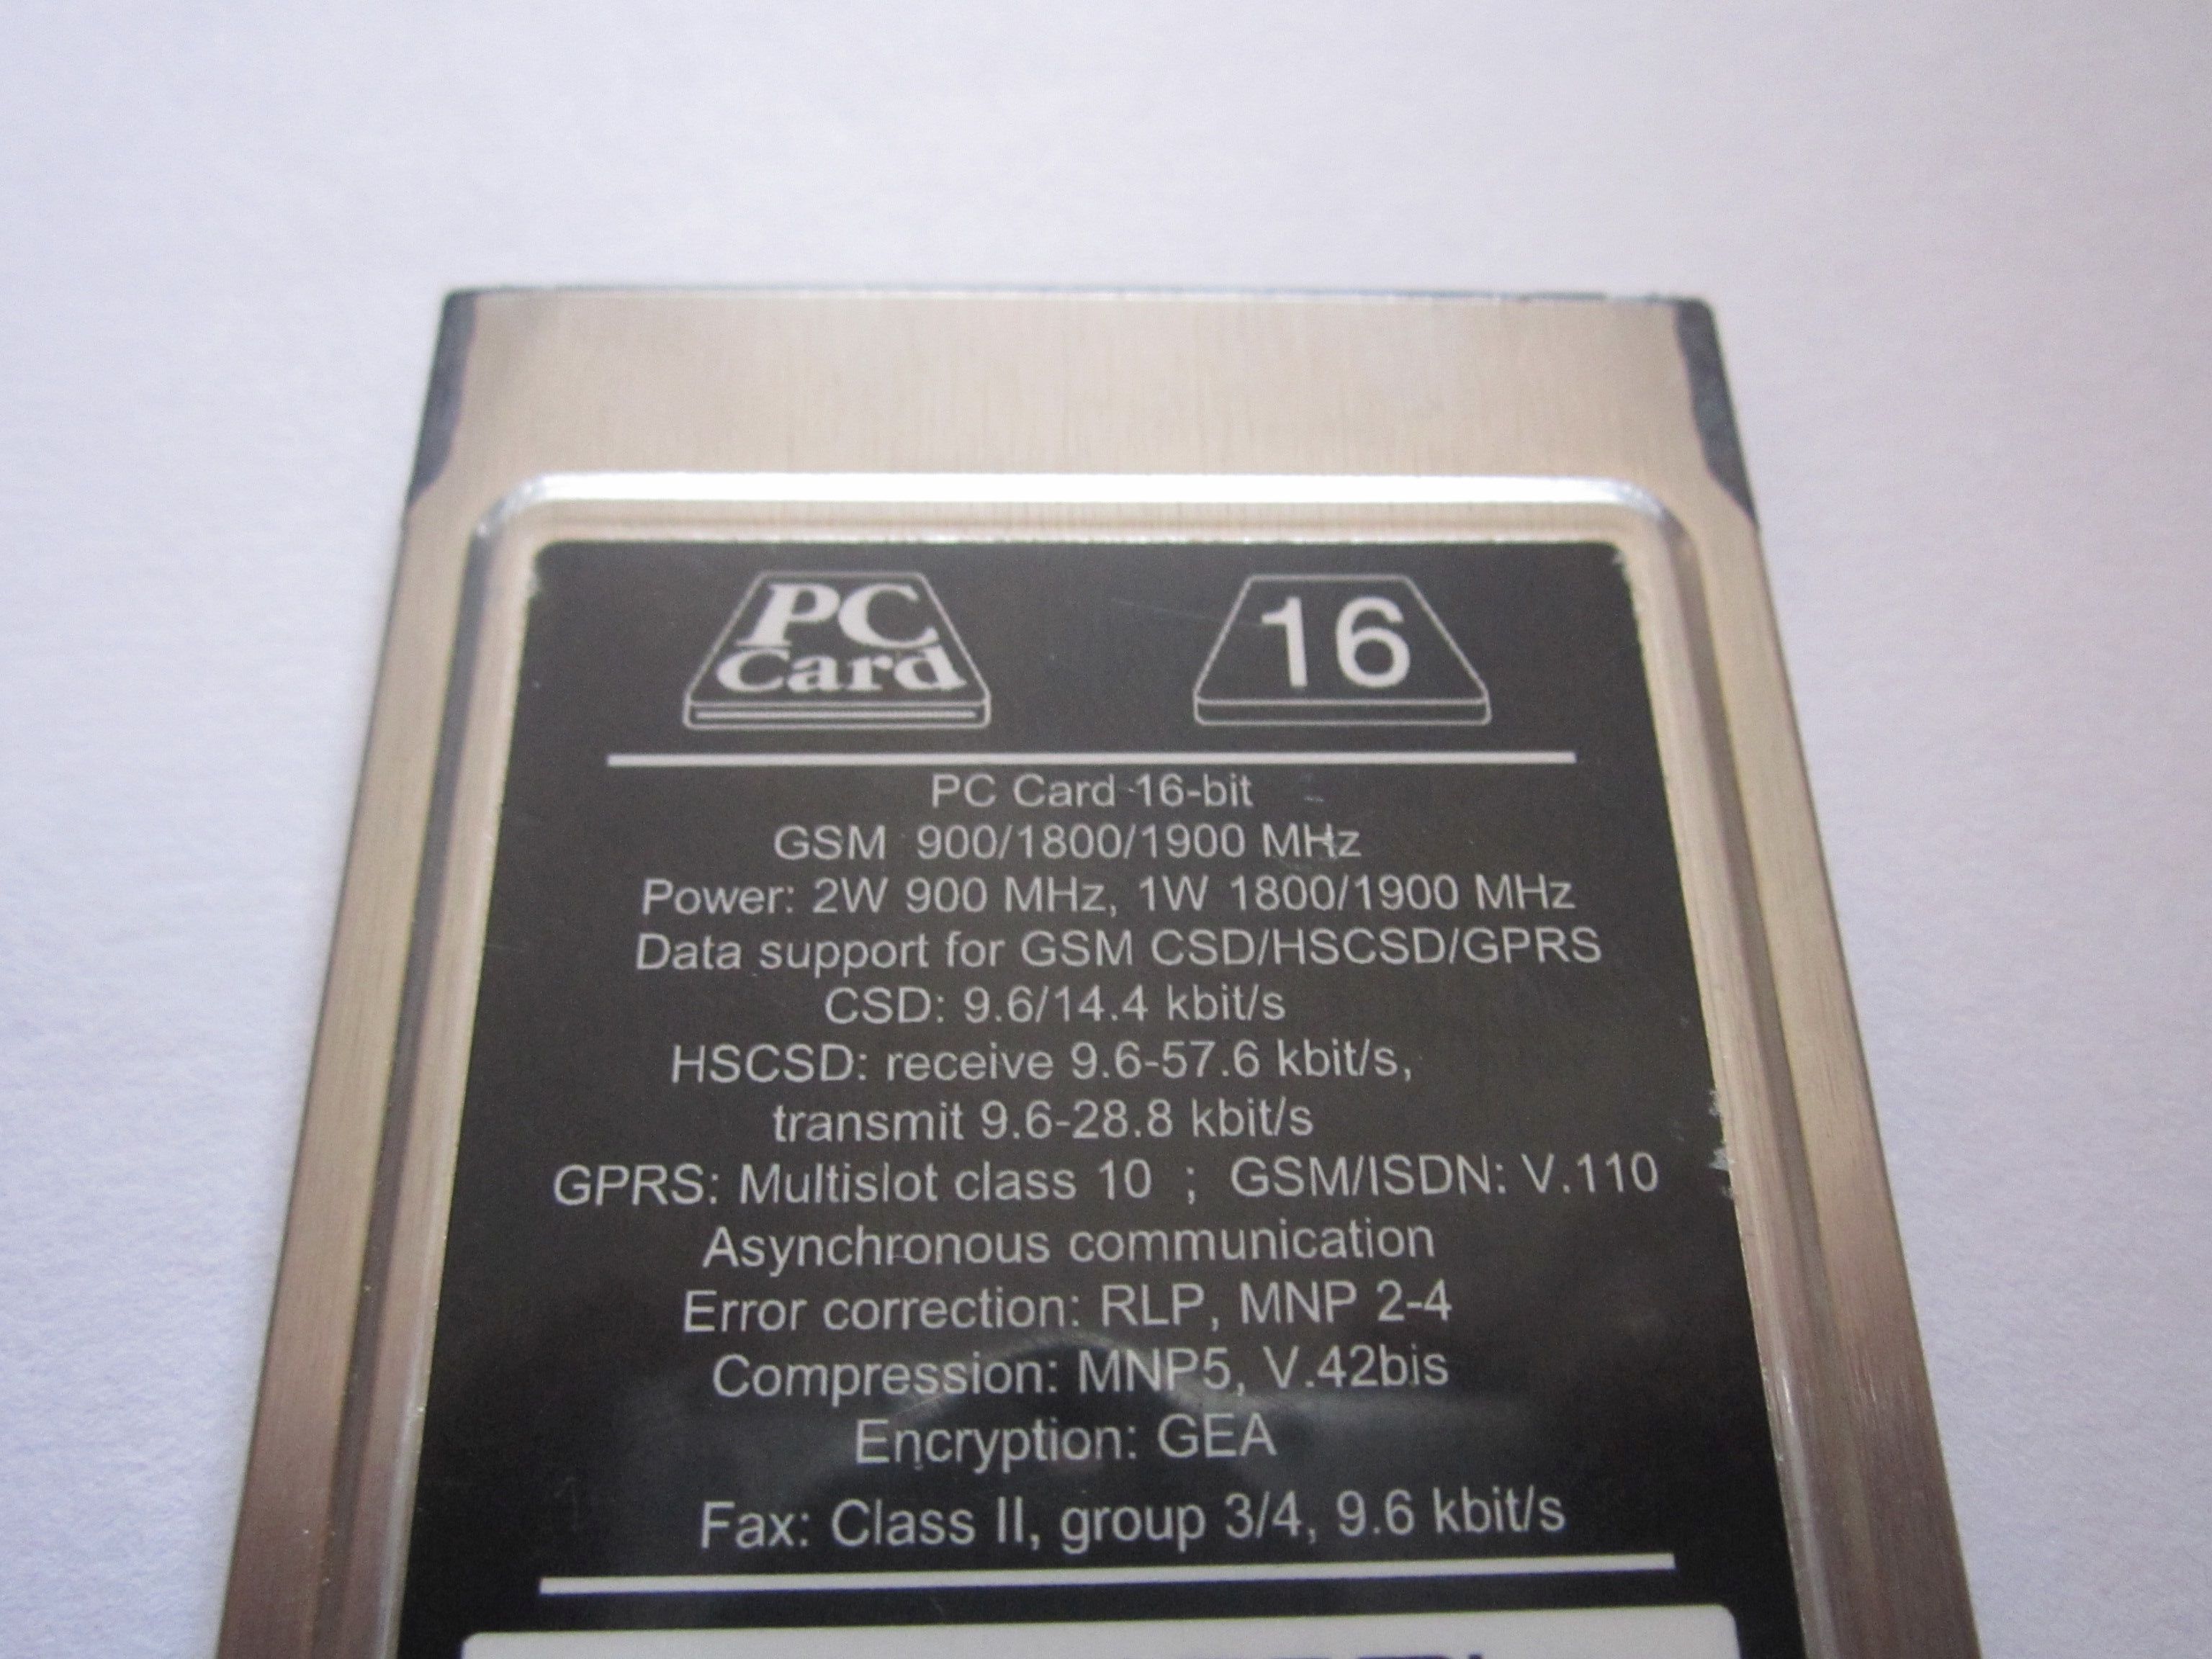 PC
Card
16
PC Card 16-bit
GSM 900/1800/1900 MHz
Power: 2W 900 MHz, 1W 1800/1900 MHz
Data support for GSM CSD/HSCSD/GPRS
CSD: 9.6/14.4 kbit/s
HSCSD: receive 9.6-57.6 kbit/s,
transmit 9.6-28.8 kbit/s
GPRS: Multislot class 10 ; GSM/ISDN: V.110
Asynchronous communication
Error correction: RLP, MNP 2-4
Compression: MNP5, V.42bis
Encryption: GEA
Fax: Class II, group 3/4, 9.6 kbit/s